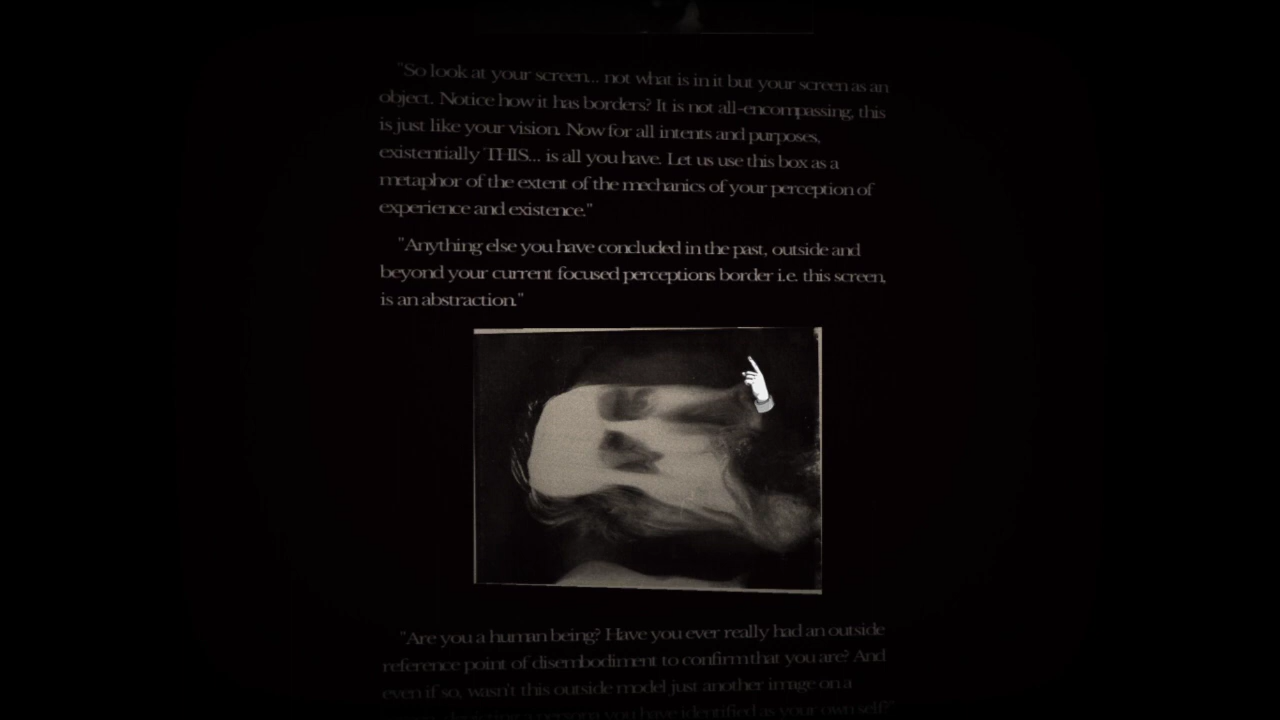 "So look at your screen... not what is in it but your screen as an
object. Notice how it has borders? It is not all-encompassing, this
is just like your vision. Now for all intents and purposes,
existentially THIS... is all you have. Let us use this box as a
metaphor of the extent of the mechanics of your perception of
experience and existence."
"Anything else you have concluded in the past, outside and
beyond your current focused perceptions border i.e. this screen,
is an abstraction."
"Are you a human being? Have you ever really had an outside
reference point of disembodiment to confirm that you are? And
even if so, wasn't this outside model just another image on a
a person you have identified as your own self?"